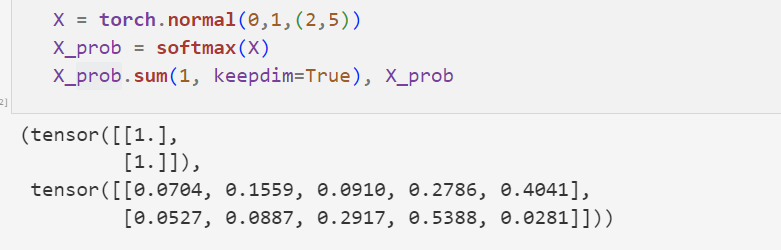 X = torch.normal(0,1,(2,5))
X_prob = softmax(X)
X_prob.sum(1, keepdim=True), X_prob
2]
(tensor([[1.],
[1.]]),
tensor([[0.0704, 0.1559, 0.0910, 0.2786, 0.4041],
[0.0527, 0.0887, 0.2917, 0.5388, 0.0281]]))